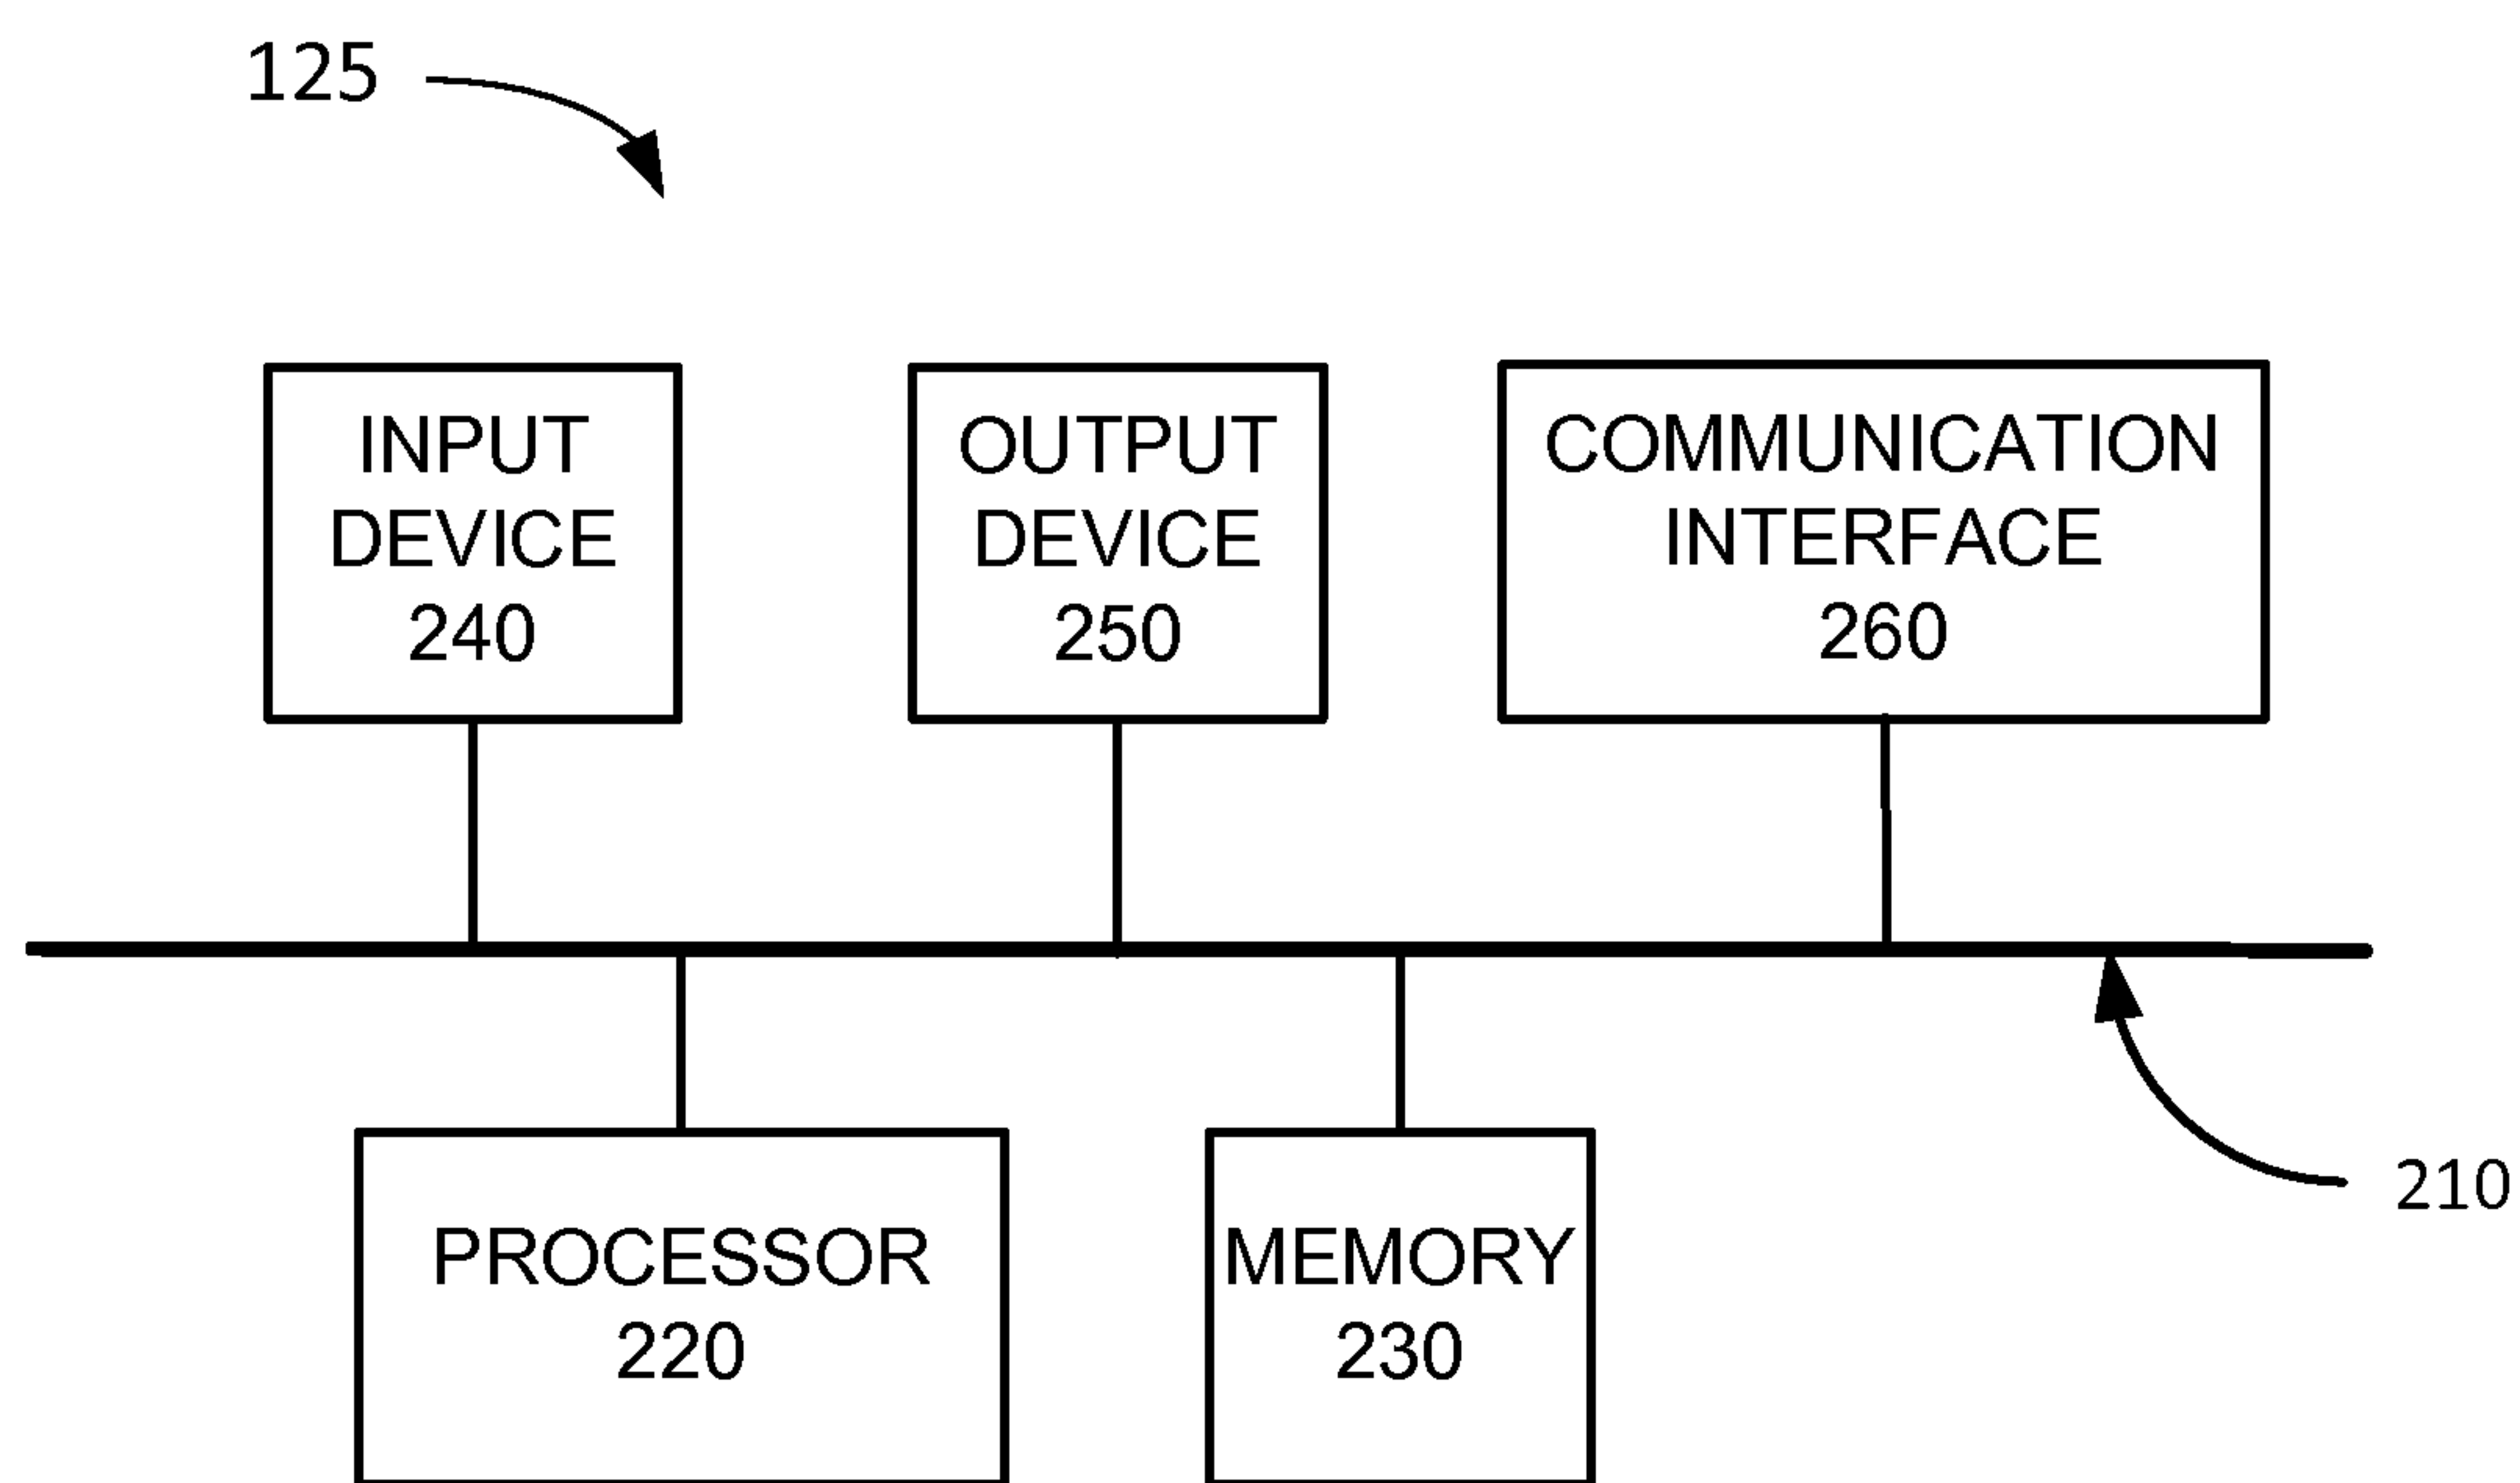 125
INPUT
DEVICE
240
OUTPUT
DEVICE
250
COMMUNICATION
INTERFACE
260
PROCESSOR
220
MEMORY
230
210